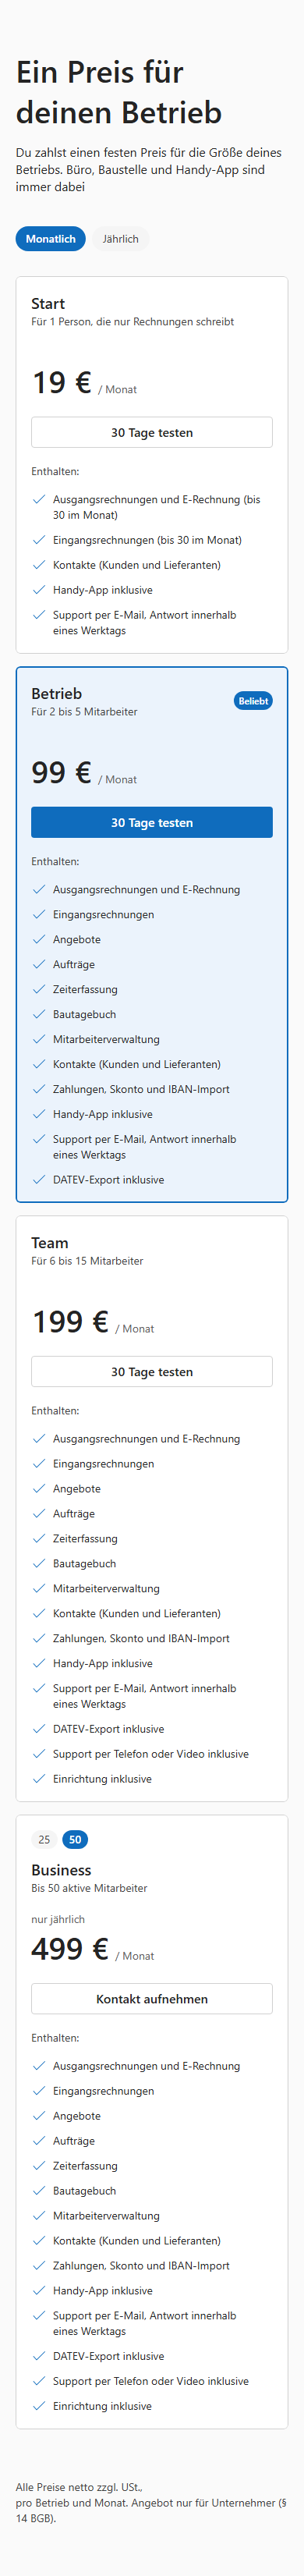 Ein Preis für
deinen Betrieb
Du zahlst einen festen Preis für die Größe deines
Betriebs. Büro, Baustelle und Handy-App sind
immer dabei
Monatlich
Jährlich
Start
Für 1 Person, die nur Rechnungen schreibt
19 € / Monat
30 Tage testen
Enthalten:
Ausgangsrechnungen und E-Rechnung (bis
30 im Monat)
Eingangsrechnungen (bis 30 im Monat)
Kontakte (Kunden und Lieferanten)
Handy-App inklusive
Support per E-Mail, Antwort innerhalb
eines Werktags
Betrieb
Beliebt
Für 2 bis 5 Mitarbeiter
99 € / Monat
30 Tage testen
Enthalten:
Ausgangsrechnungen und E-Rechnung
Eingangsrechnungen
Angebote
Aufträge
Zeiterfassung
Bautagebuch
Mitarbeiterverwaltung
Kontakte (Kunden und Lieferanten)
Zahlungen, Skonto und IBAN-Import
Handy-App inklusive
Support per E-Mail, Antwort innerhalb
eines Werktags
DATEV-Export inklusive
Team
Für 6 bis 15 Mitarbeiter
199 € / Monat
30 Tage testen
Enthalten:
Ausgangsrechnungen und E-Rechnung
Eingangsrechnungen
Angebote
Aufträge
Zeiterfassung
Bautagebuch
Mitarbeiterverwaltung
Kontakte (Kunden und Lieferanten)
Zahlungen, Skonto und IBAN-Import
Handy-App inklusive
Support per E-Mail, Antwort innerhalb
eines Werktags
DATEV-Export inklusive
Support per Telefon oder Video inklusive
Einrichtung inklusive
25
50
Business
Bis 50 aktive Mitarbeiter
nur jährlich
499 € / Monat
Kontakt aufnehmen
Enthalten:
Ausgangsrechnungen und E-Rechnung
Eingangsrechnungen
Angebote
Aufträge
Zeiterfassung
Bautagebuch
Mitarbeiterverwaltung
Kontakte (Kunden und Lieferanten)
Zahlungen, Skonto und IBAN-Import
Handy-App inklusive
Support per E-Mail, Antwort innerhalb
eines Werktags
DATEV-Export inklusive
Support per Telefon oder Video inklusive
Einrichtung inklusive
Alle Preise netto zzgl. USt.,
pro Betrieb und Monat. Angebot nur für Unternehmer (§
14 BGB).